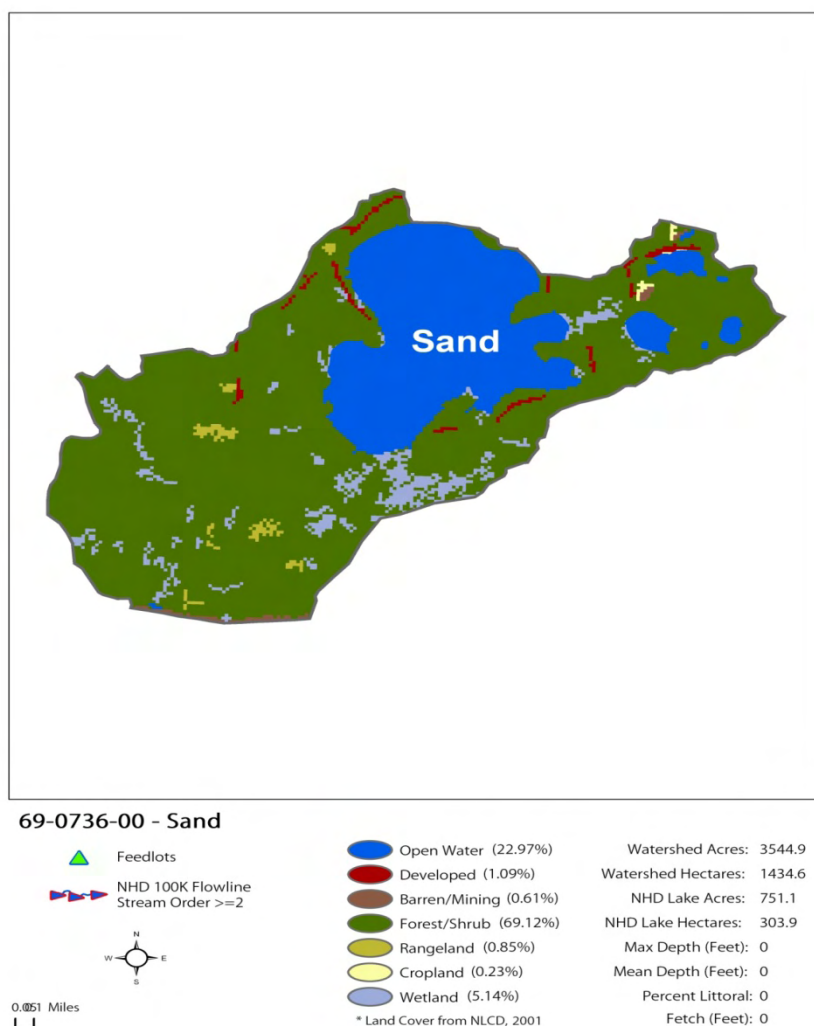 Sand
69-0736-00 - Sand
Feedlots
NHD 100K Flowline
Stream Order >=2
N
W E
S
0.051 Miles
Open Water (22.97%)
Developed (1.09%)
Barren/Mining (0.61%)
Forest/Shrub (69.12%)
Rangeland (0.85%)
Cropland (0.23%)
Wetland (5.14%)
* Land Cover from NLCD, 2001
Watershed Acres: 3544.9
Watershed Hectares: 1434.6
NHD Lake Acres: 751.1
NHD Lake Hectares: 303.9
Max Depth (Feet): 0
Mean Depth (Feet): 0
Percent Littoral: 0
Fetch (Feet): 0